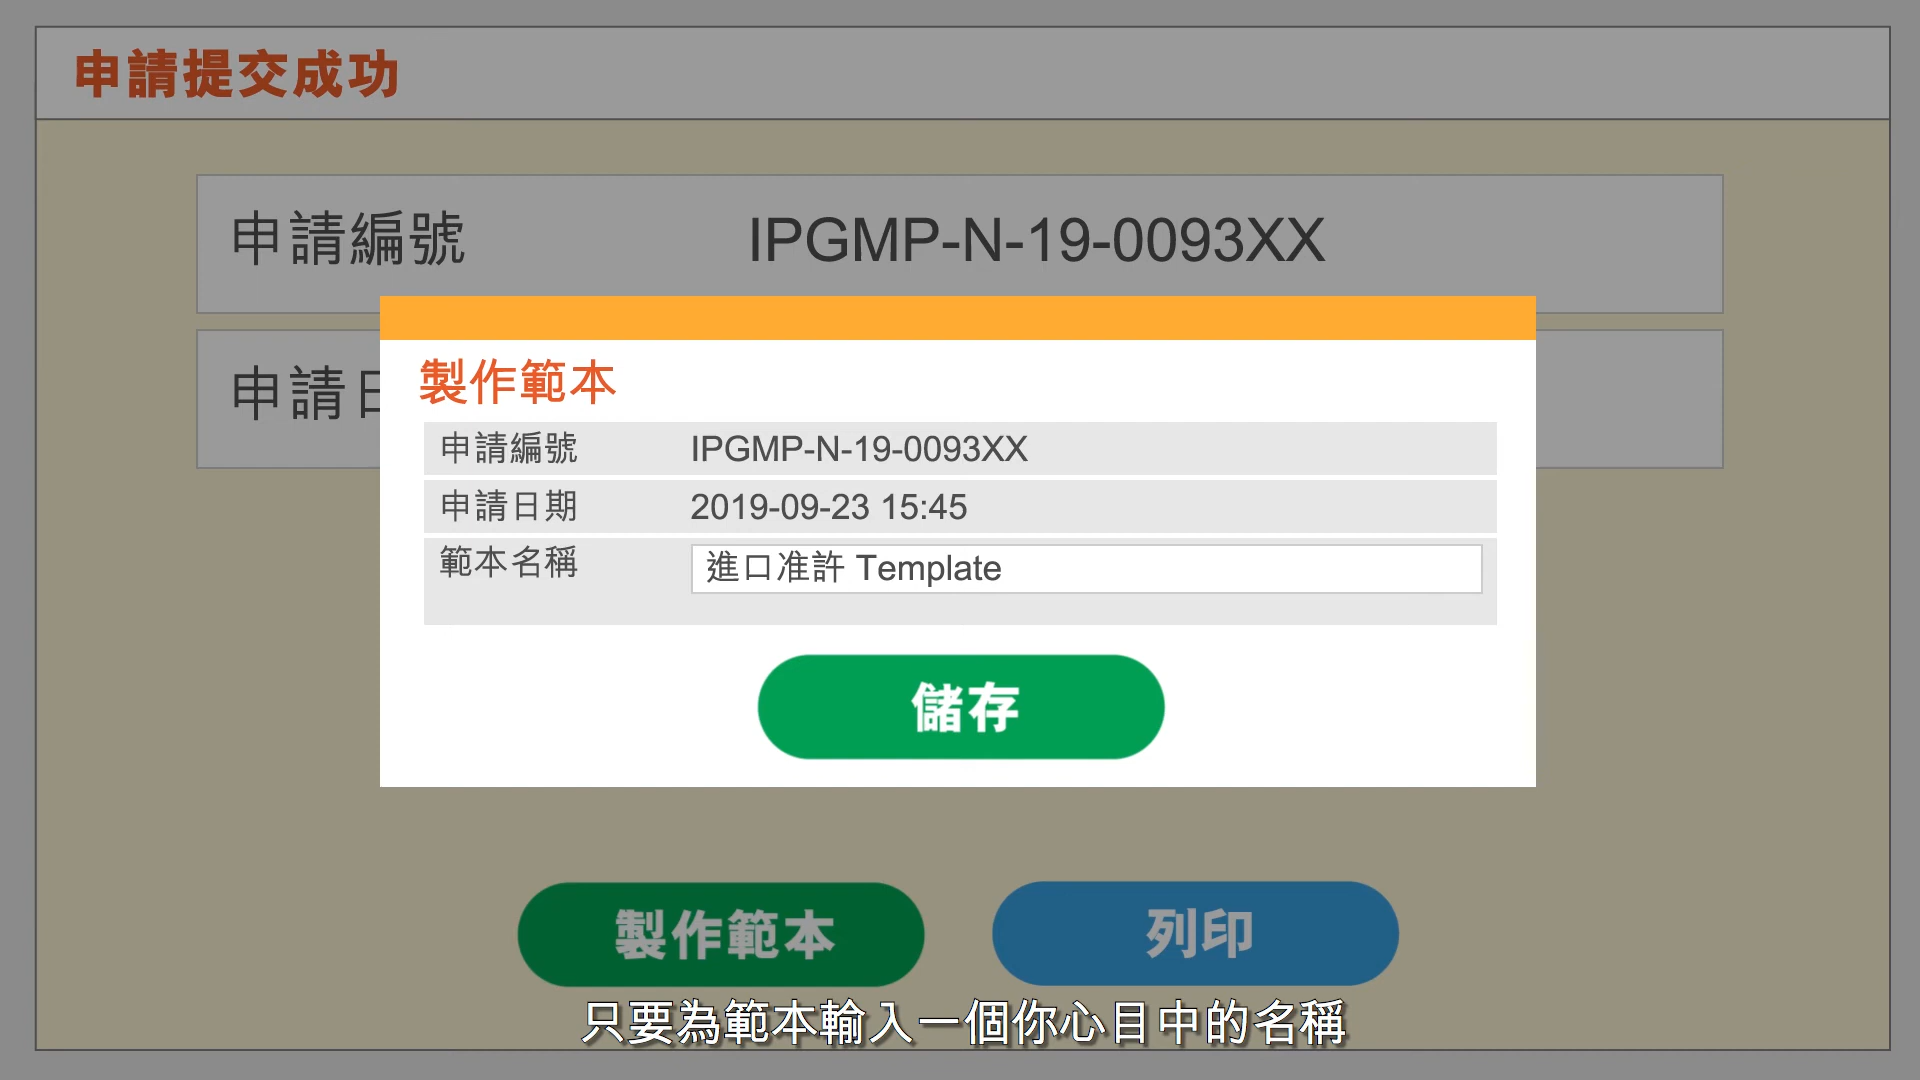 申請提交成功
申請編號 IPGMP-N-19-0093XX
申請日
製作範本
申請編號 IPGMP-N-19-0093XX
申請日期 2019-09-23 15:45
範本名稱 進口准許 Template
儲存
製作範本 列印
只要為範本輸入一個你心目中的名稱